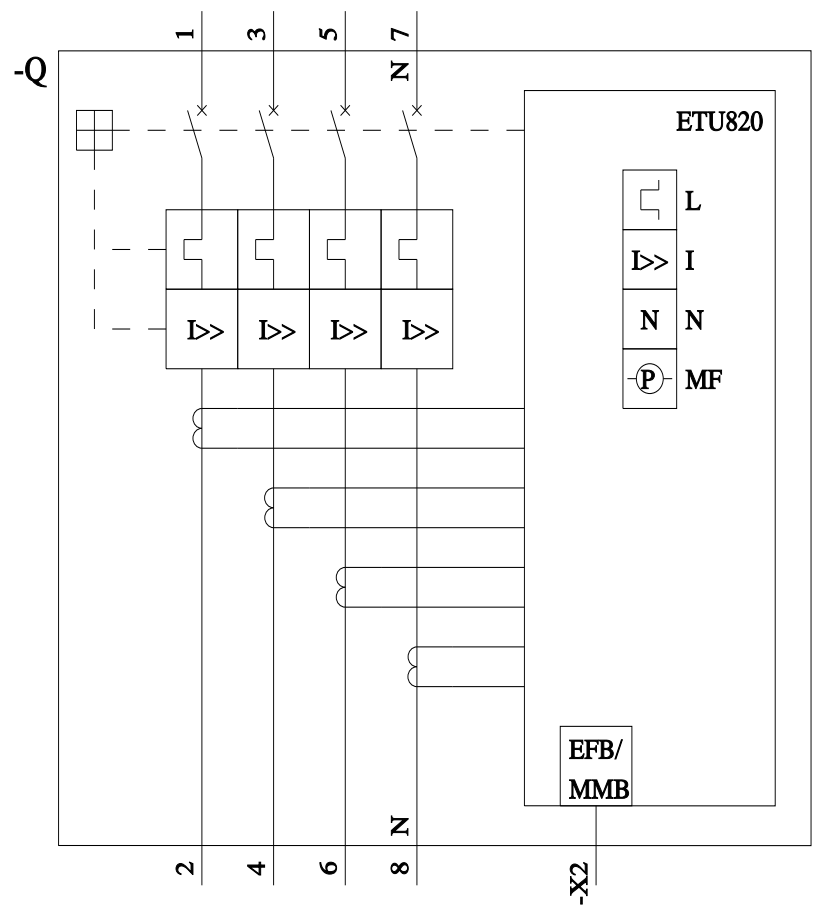 1 3 5 7
-Q
N
ETU820
L
I>> I
N N
I>> I>> I>> I>>
P MF
EFB/
MMB
N
2 4 6 8
-X2